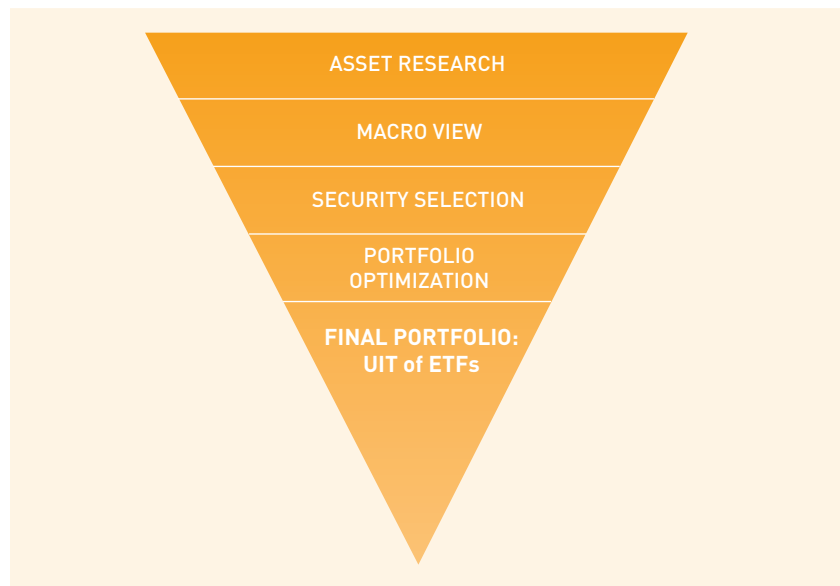 ASSET RESEARCH
MACRO VIEW
SECURITY SELECTION
PORTFOLIO
OPTIMIZATION
FINAL PORTFOLIO:
UIT of ETFs